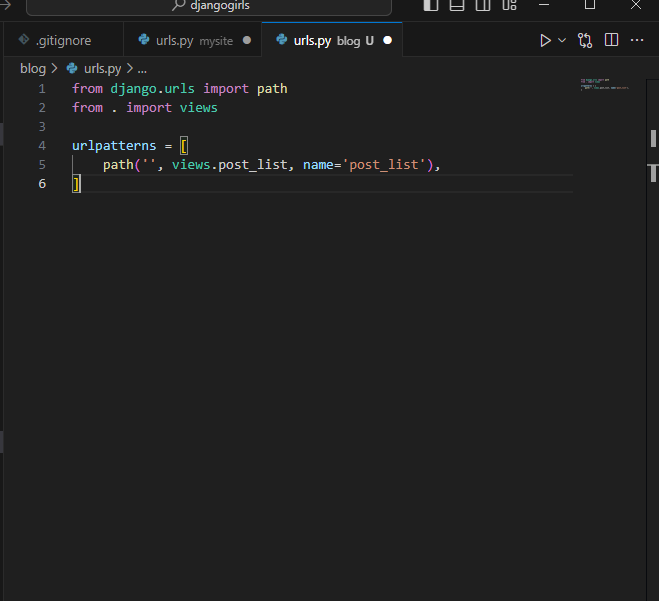 djangogirls
.gitignore urls.py mysite urls.py blog U
blog > urls.py > ...
1 from django.urls import path
2 from . import views
3
4 urlpatterns = [
5 path('', views.post_list, name='post_list'),
6 ]